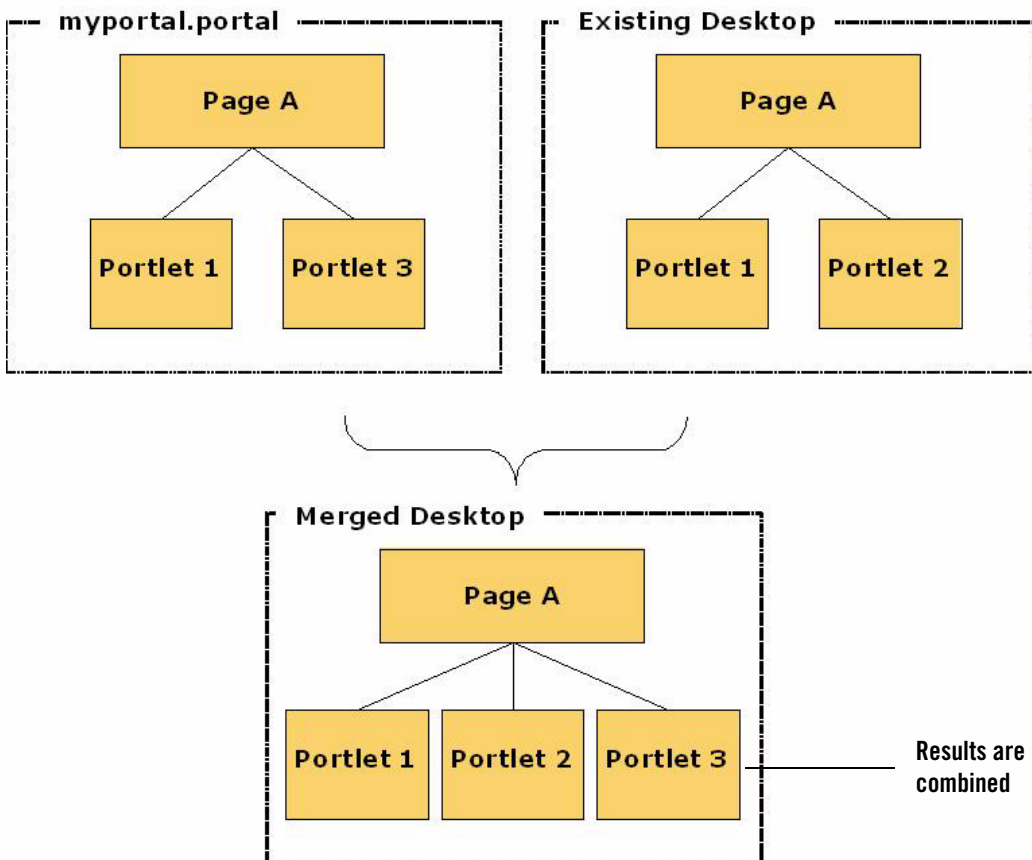 myportal.portal
Existing Desktop
Page A
Page A
Portlet 1
Portlet 3
Portlet 1
Portlet 2
Merged Desktop
Page A
Portlet 1
Portlet 2
Portlet 3
Results are
combined